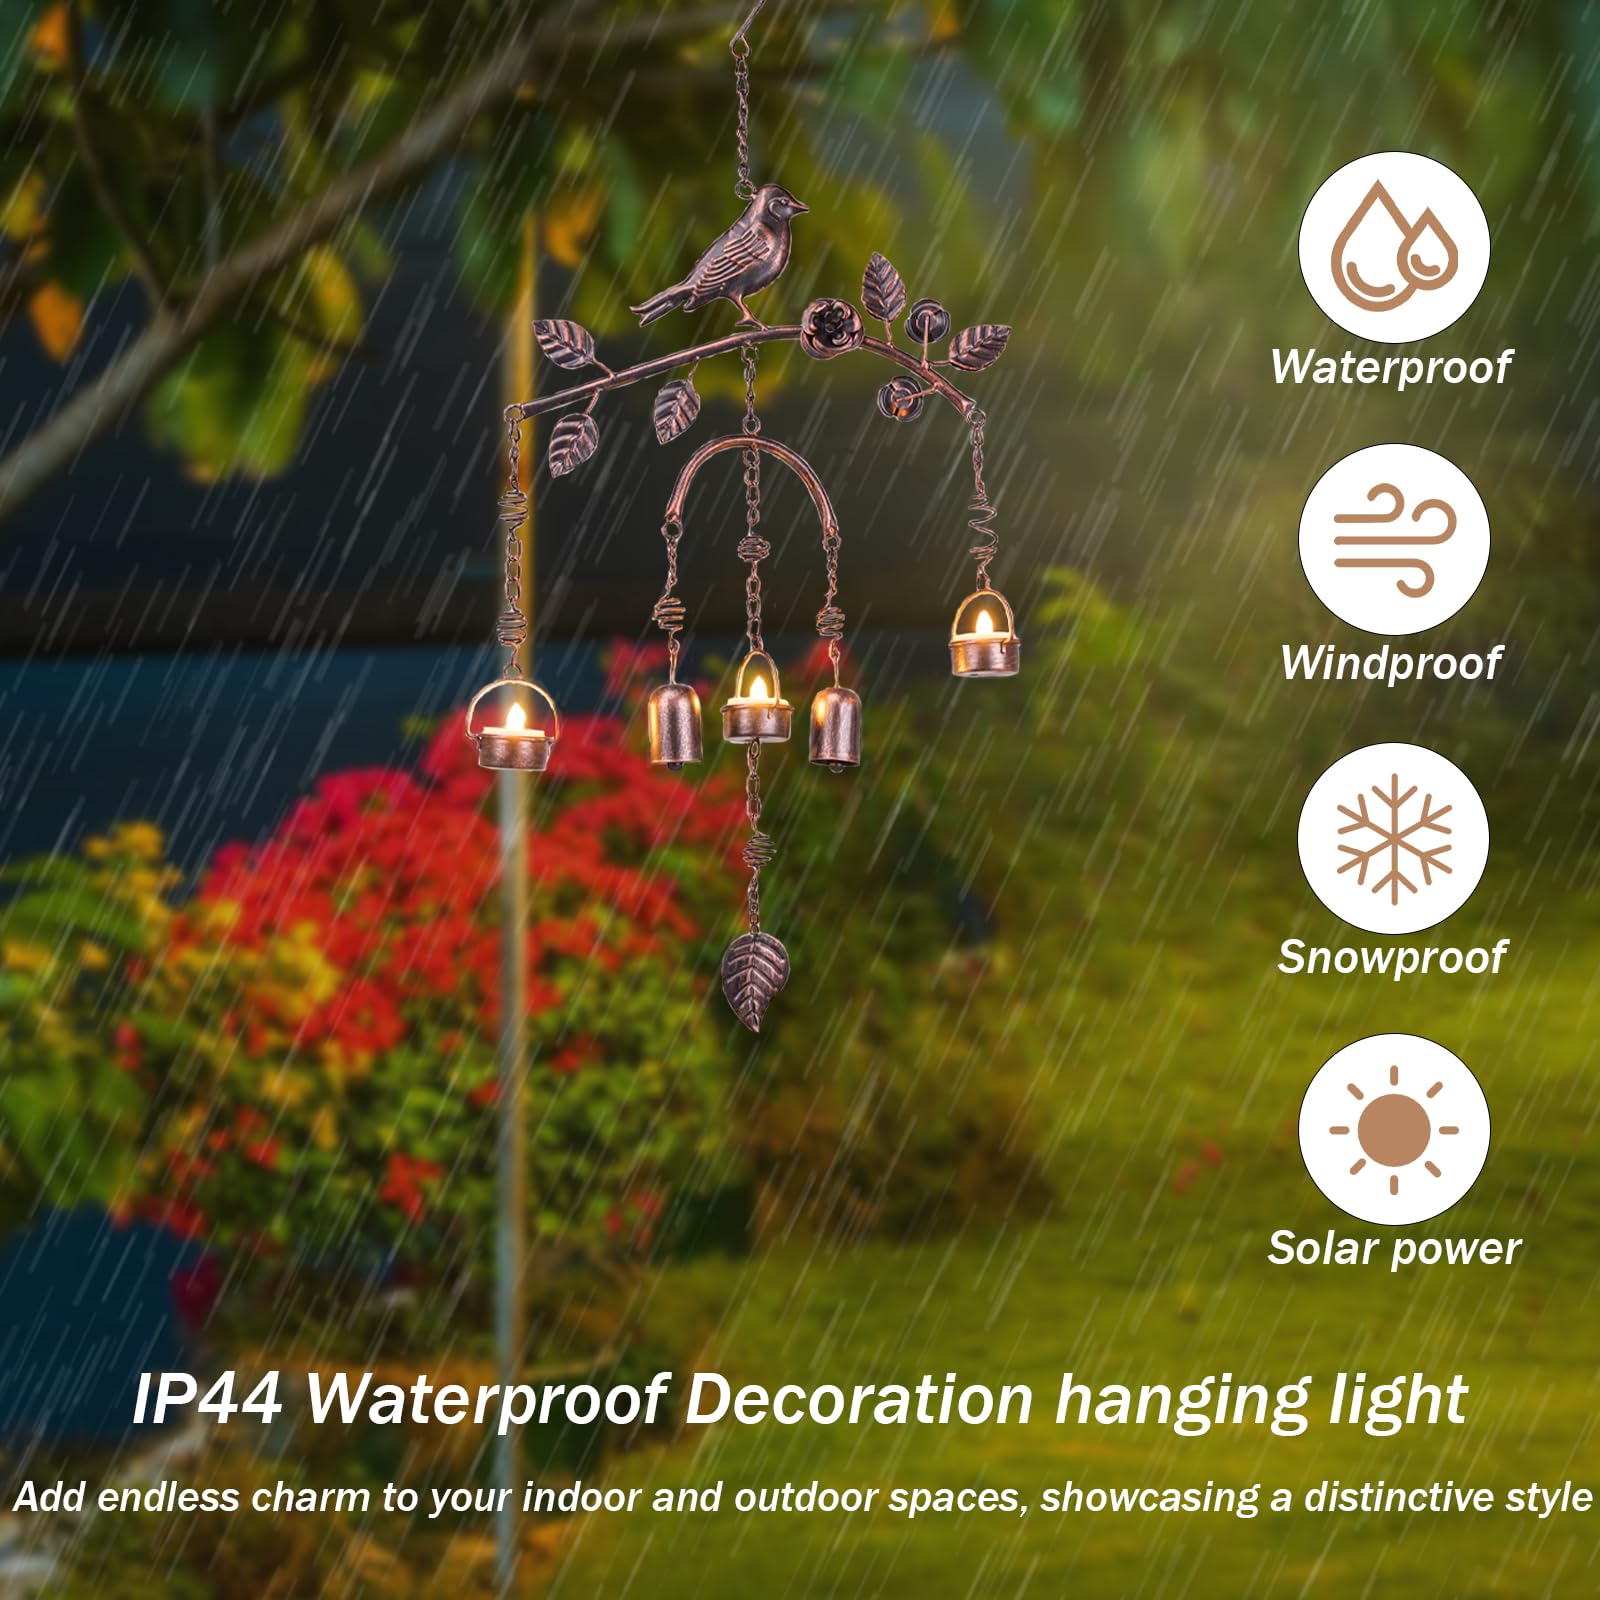 Waterproof
Windproof
Snowproof
Solar power
IP44 Waterproof Decoration hanging light
Add endless charm to your indoor and outdoor spaces, showcasing a distinctive style